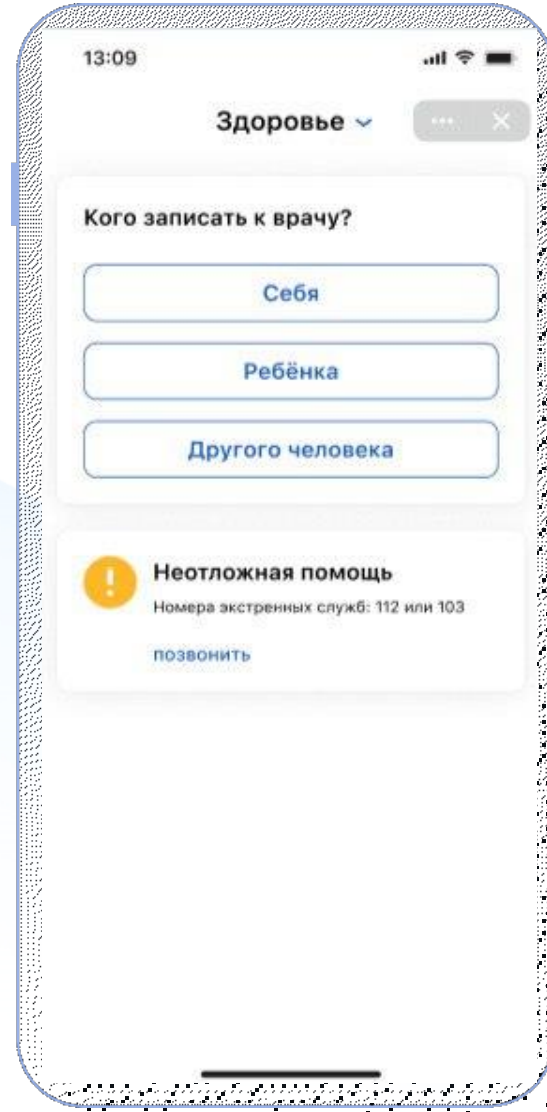 13:09
Здоровье
Кого записать к врачу?
Себя
Ребёнка
Другого человека
Неотложная помощь
Номера экстренных служб: 112 или 103
позвонить